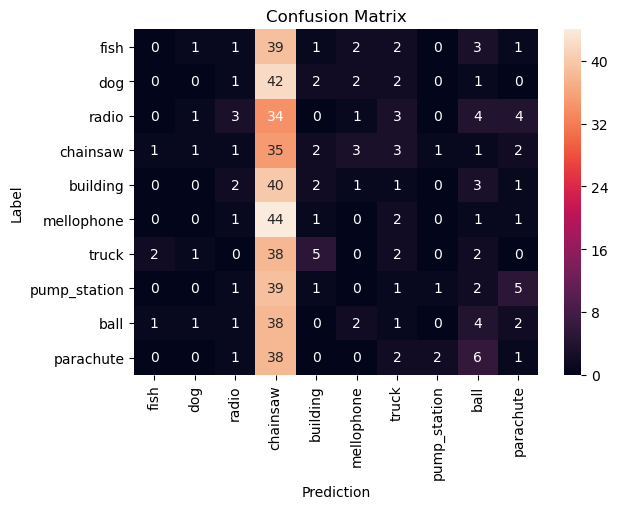 Confusion Matrix
fish 0 1 1 39 1 2 2 0 3 1
dog 0 0 1 42 2 2 2 0 1 0
radio 0 1 3 34 0 1 3 0 4 4
chainsaw 1 1 1 35 2 3 3 1 1 2
building 0 0 2 40 2 1 1 0 3 1
mellophone 0 0 1 44 1 0 2 0 1 1
truck 2 1 0 38 5 0 2 0 2 0
pump_station 0 0 1 39 1 0 1 1 2 5
ball 1 1 1 38 0 2 1 0 4 2
parachute 0 0 1 38 0 0 2 2 6 1
Label
fish dog radio chainsaw building mellophone truck pump_station ball parachute
Prediction
40
32
24
16
8
0